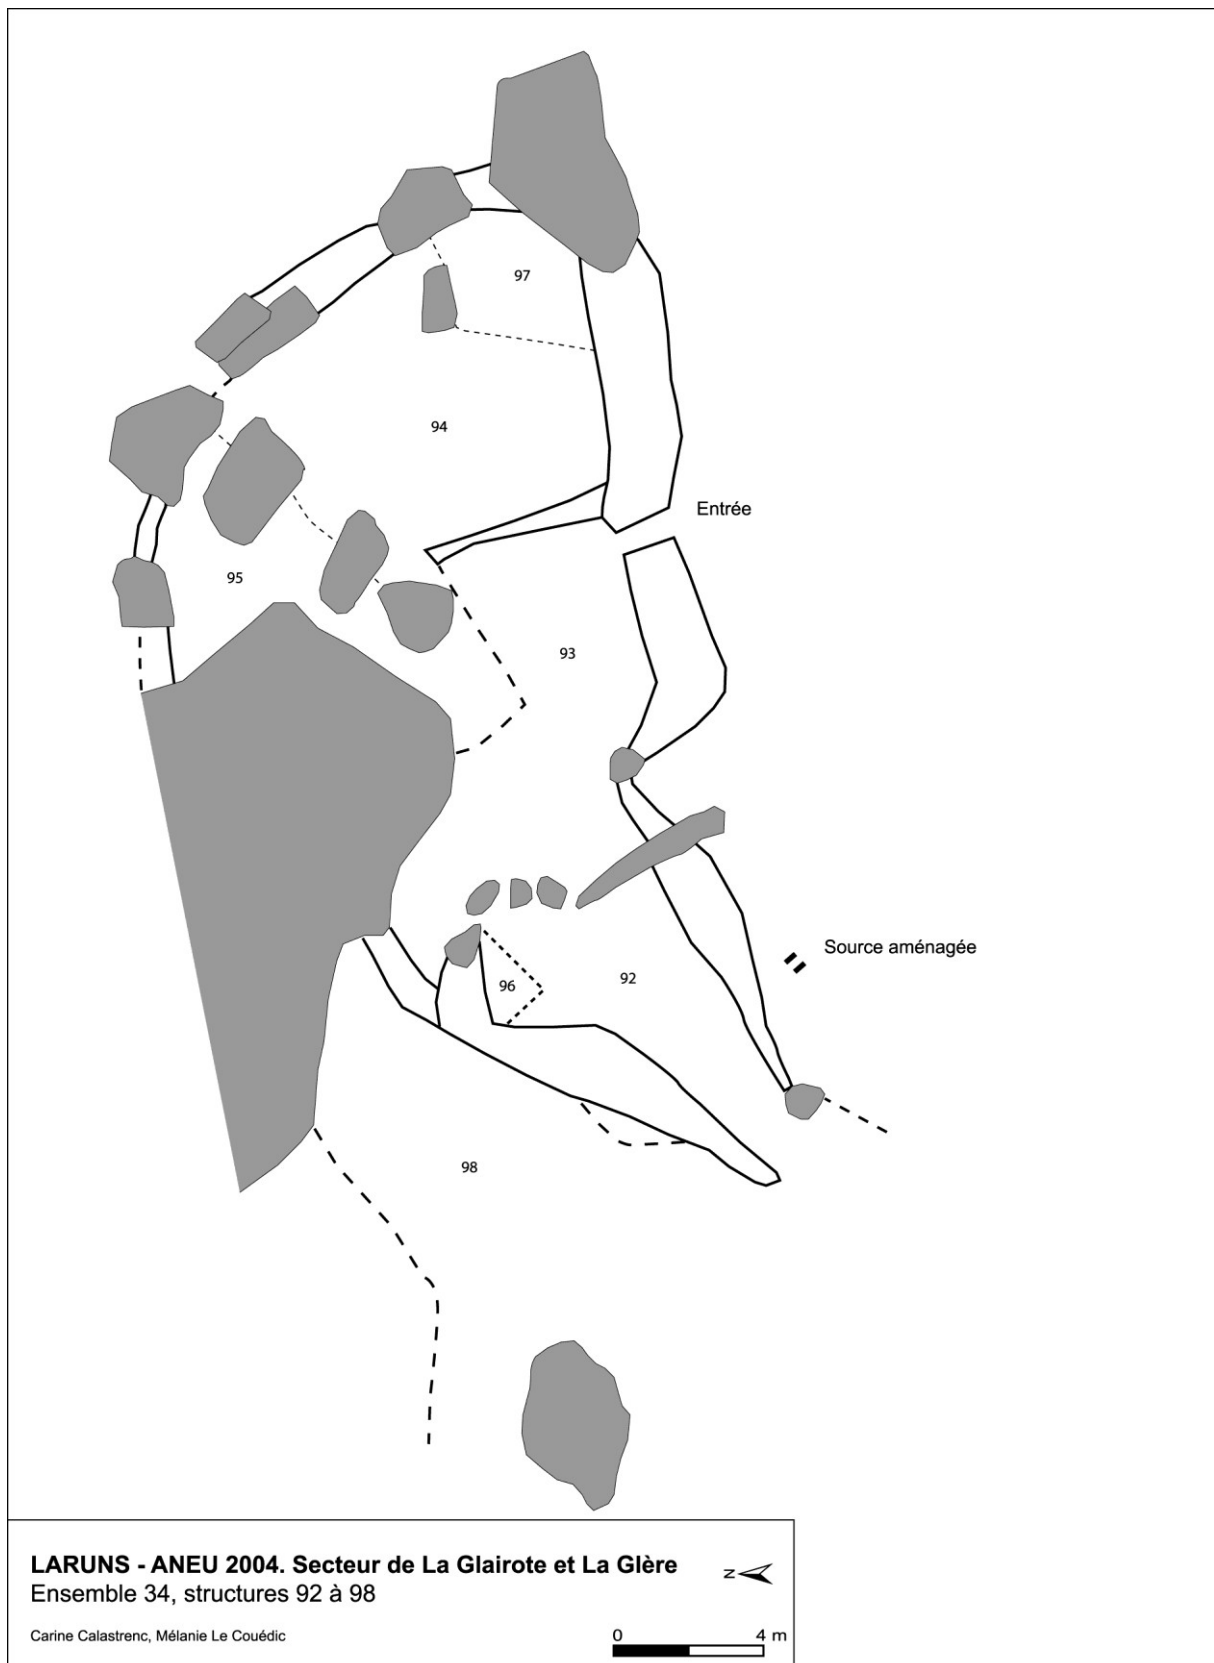 97
94
Entrée
95
93
Source aménagée
96
92
98
LARUNS - ANEU 2004. Secteur de La Glairote et La Glère
Ensemble 34, structures 92 à 98
N
Carine Calastrenc, Mélanie Le Couédic
0 4 m